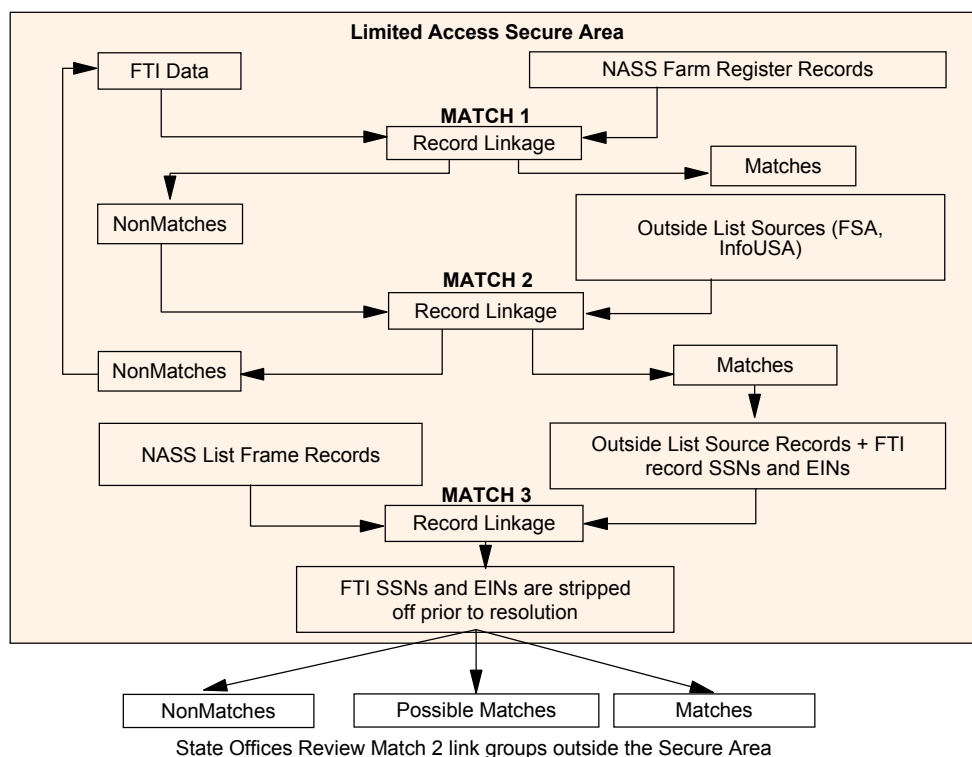 Limited Access Secure Area
FTI Data
NASS Farm Register Records
MATCH 1
Record Linkage
Matches
NonMatches
Outside List Sources (FSA,
InfoUSA)
MATCH 2
Record Linkage
NonMatches
Matches
NASS List Frame Records
Outside List Source Records + FTI
record SSNs and EINs
MATCH 3
Record Linkage
FTI SSNs and EINs are stripped
off prior to resolution
NonMatches
Possible Matches
Matches
State Offices Review Match 2 link groups outside the Secure Area